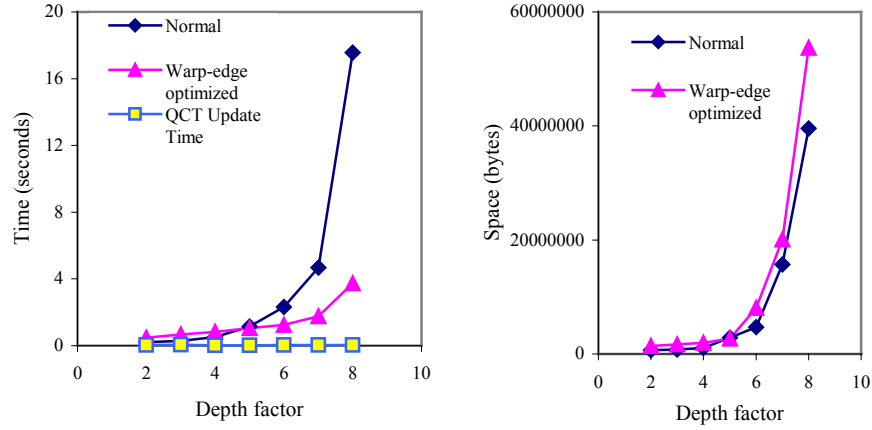 20
16
12
8
4
0
Time (seconds)
Normal
Warp-edge
optimized
QCT Update
Time
0
2
4
6
8
10
Depth factor
60000000
40000000
20000000
0
Space (bytes)
Normal
Warp-edge
optimized
0
2
4
6
8
10
Depth factor